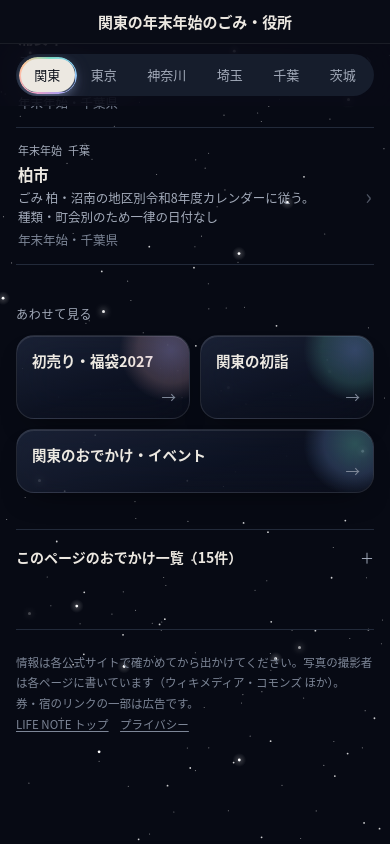 関東の年末年始のごみ・役所
関東 東京 神奈川 埼玉 千葉 茨城
年末年始・千葉県
年末年始 千葉
柏市
ごみ 柏・沼南の地区別令和8年度カレンダーに従う。
種類・町会別のため一律の日付なし
年末年始・千葉県
あわせて見る
初売り・福袋2027
関東の初詣
関東のおでかけ・イベント
このページのおでかけ一覧（15件）
情報は各公式サイトで確かめてから出かけてください。写真の撮影者
は各ページに書いています（ウィキメディア・コモンズ ほか）。
券・宿のリンクの一部は広告です。
LIFE NOTE トップ プライバシー